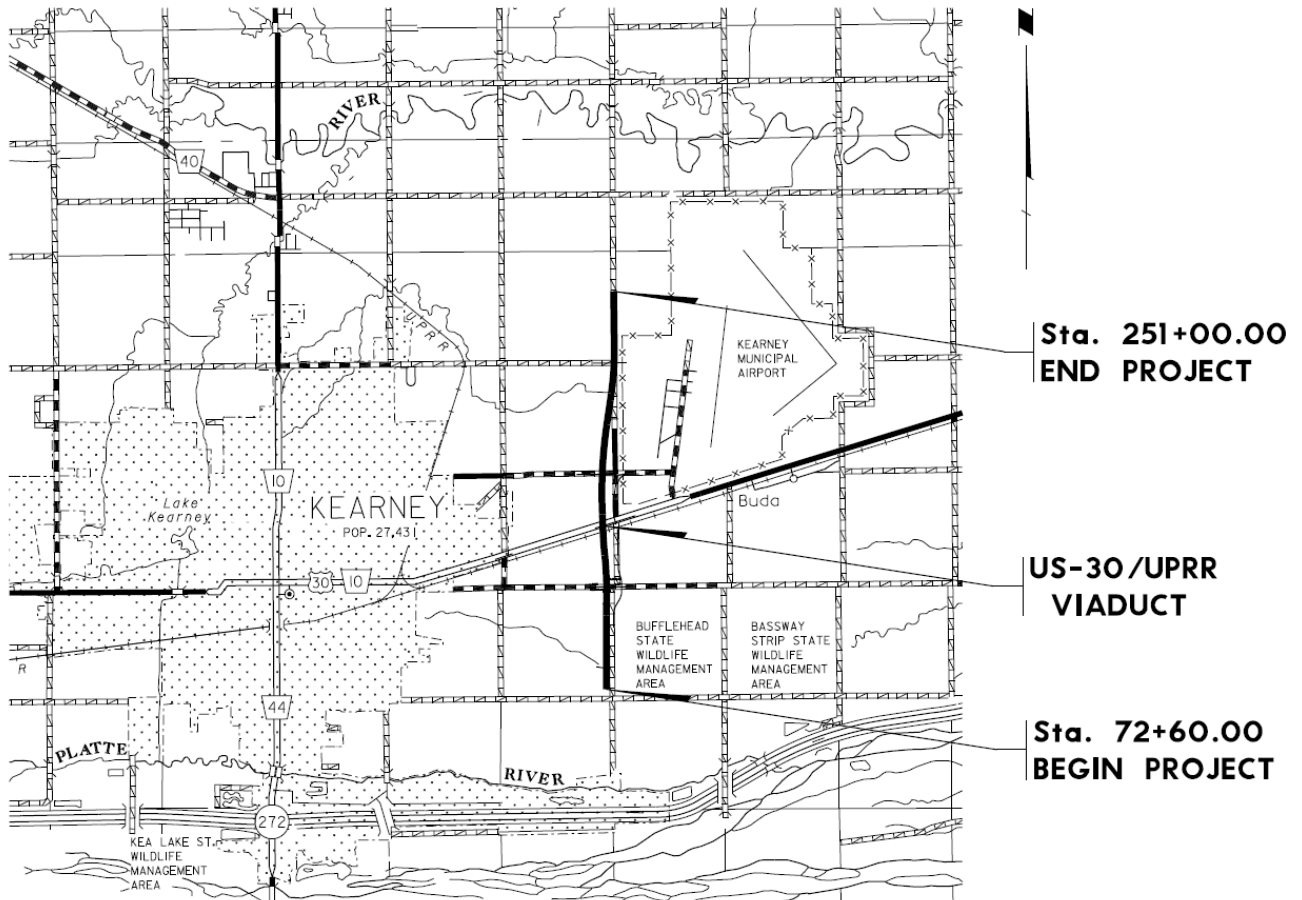 RIVER
40
UPRR
KEARNEY
MUNICIPAL
AIRPORT
Sta. 251+00.00
END PROJECT
10
Lake
Kearney
KEARNEY
POP. 27,431
Buda
30
10
US-30/UPRR
VIADUCT
BUFFLEHEAD
STATE
WILDLIFE
MANAGEMENT
AREA
BASSWAY
STRIP STATE
WILDLIFE
MANAGEMENT
AREA
R
44
Sta. 72+60.00
BEGIN PROJECT
PLATTE
RIVER
272
KEA LAKE ST.
WILDLIFE
MANAGEMENT
AREA